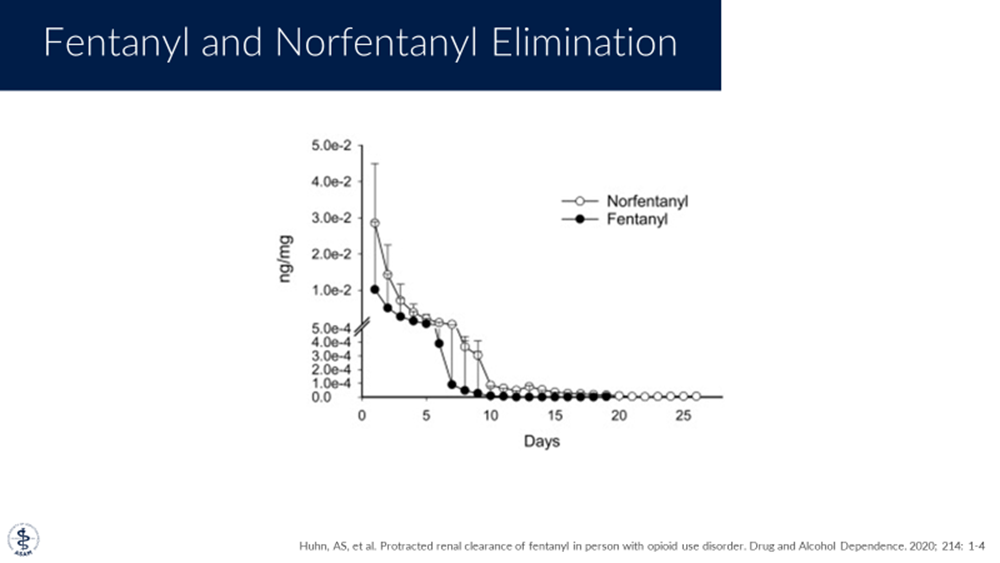 Fentanyl and Norfentanyl Elimination
5.0e-2
4.0e-2
3.0e-2
2.0e-2
1.0e-2
5.0e-4
4.0e-4
3.0e-4
2.0e-4
1.0e-4
0.0
ng/mg
Norfentanyl
Fentanyl
0 5 10 15 20 25
Days
ASAM
Huhn, AS, et al. Protracted renal clearance of fentanyl in person with opioid use disorder. Drug and Alcohol Dependence. 2020; 214: 1-4